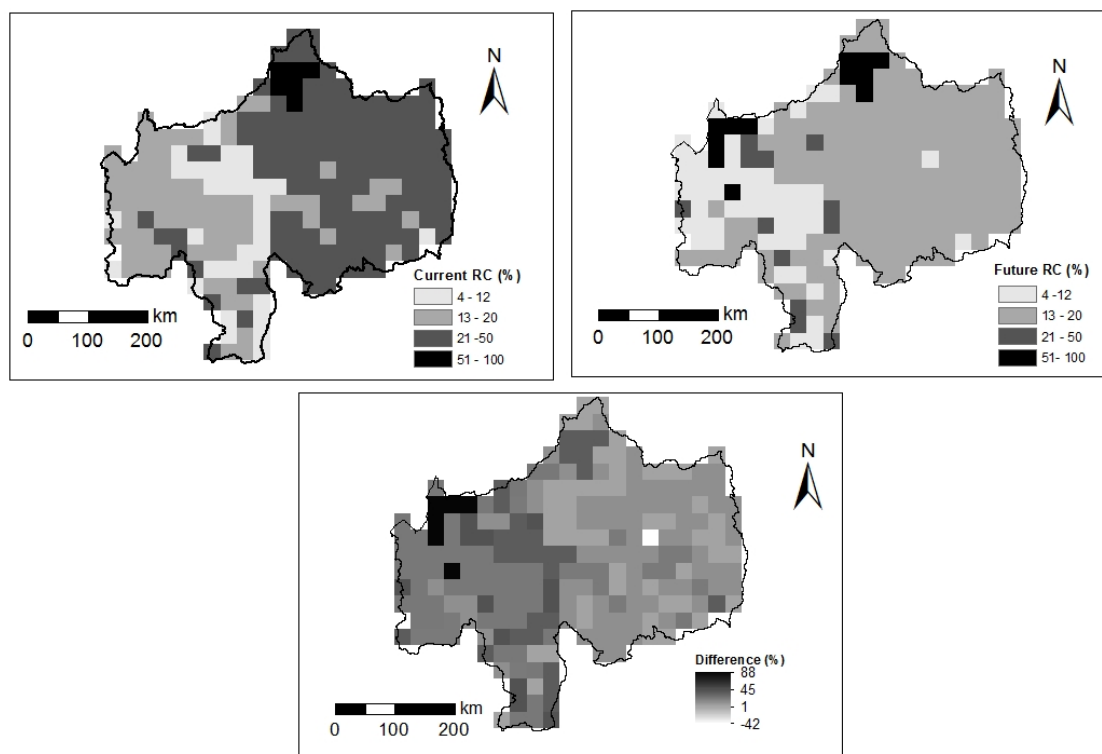 N
Current RC (%)
4 - 12
13 - 20
21 -50
51 - 100
km
0 100 200
N
Future RC (%)
4 -12
13 - 20
21 - 50
51- 100
km
0 100 200
N
Difference (%)
88
45
1
-42
km
0 100 200